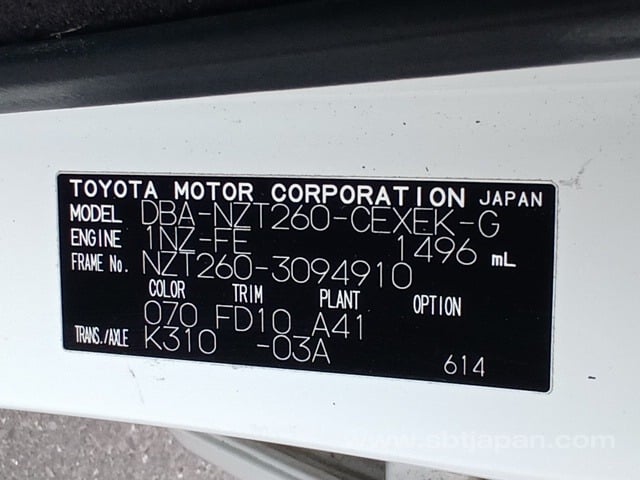 TOYOTA MOTOR CORPORATION JAPAN
MODEL DBA-NZT260-CEXEK-G
ENGINE 1NZ-FE 1496 mL
FRAME No. NZT260-3094910
COLOR TRIM PLANT OPTION
070 FD10 A41
TRANS./AXLE K310 -03A
614
www.sbtjapan.com